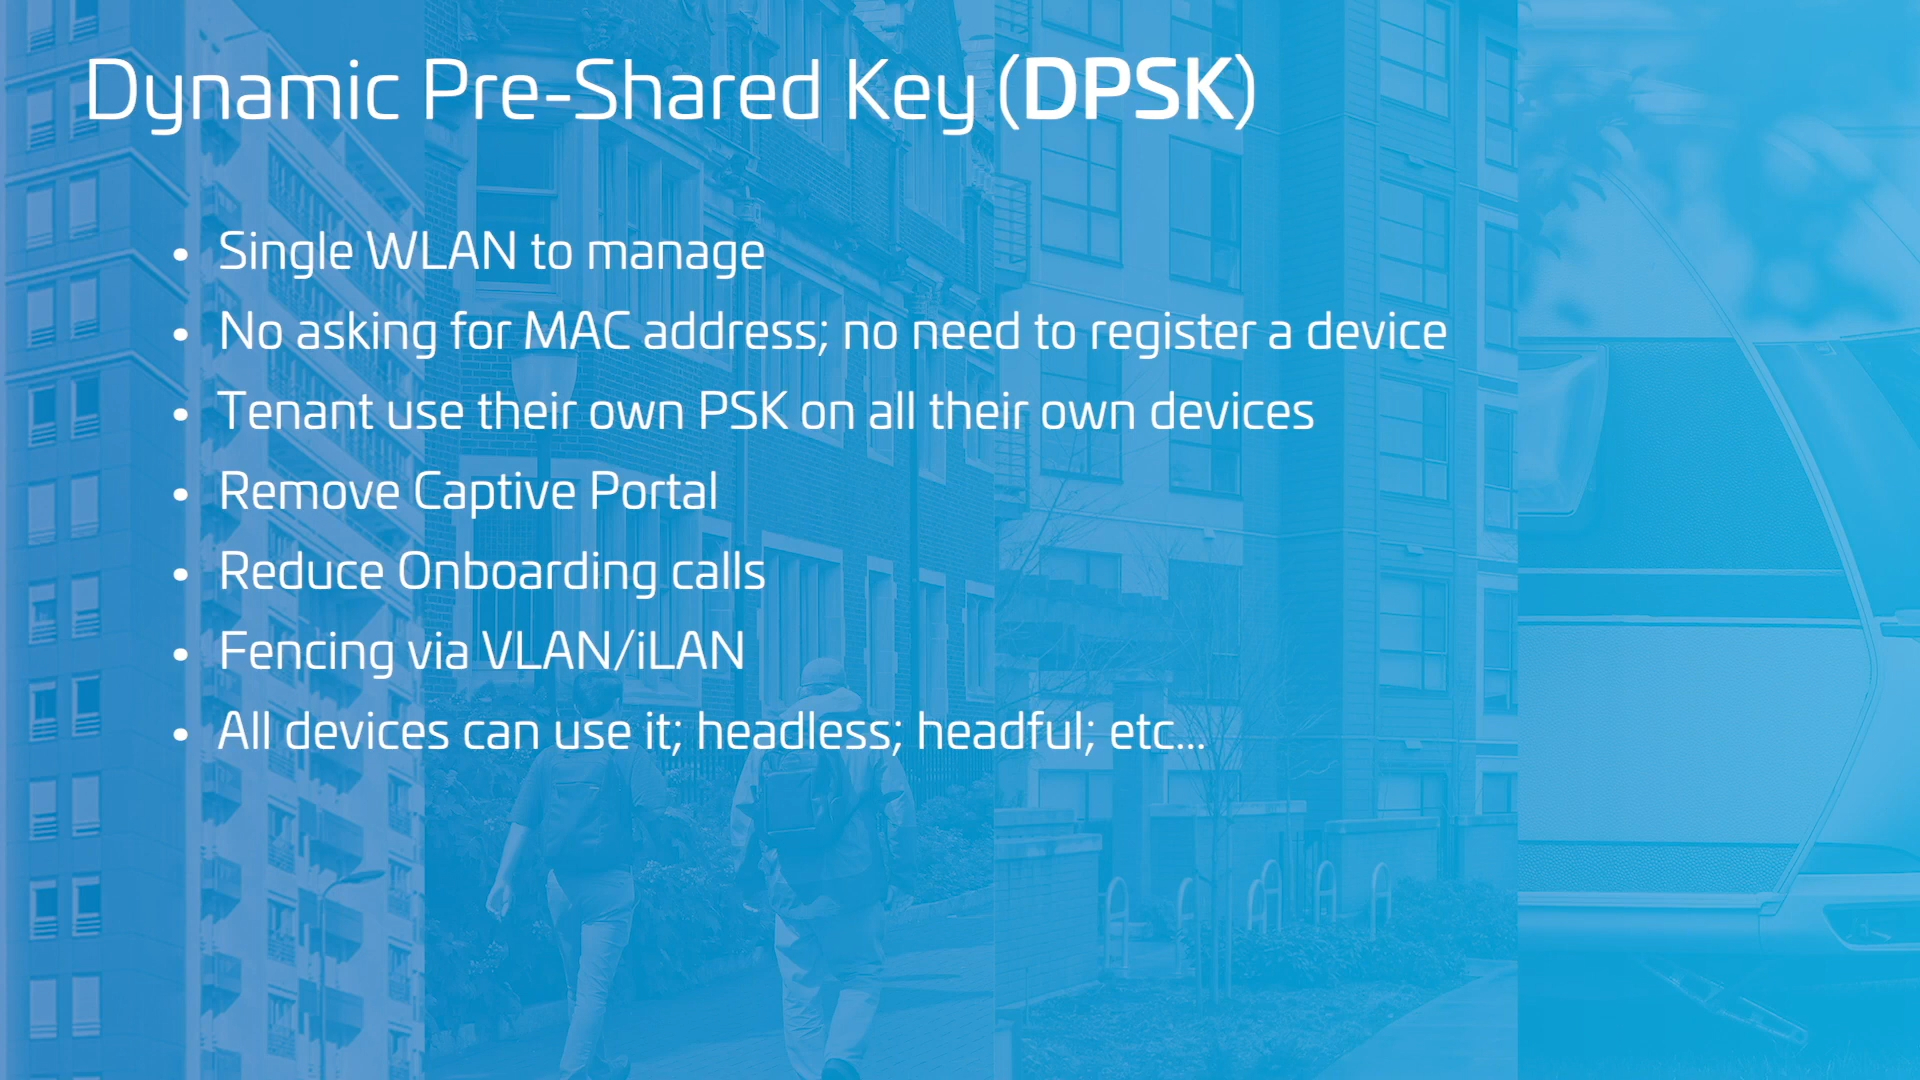 Dynamic Pre-Shared Key (DPSK)
• Single WLAN to manage
• No asking for MAC address; no need to register a device
• Tenant use their own PSK on all their own devices
• Remove Captive Portal
• Reduce Onboarding calls
• Fencing via VLAN/iLAN
• All devices can use it; headless; headful; etc...